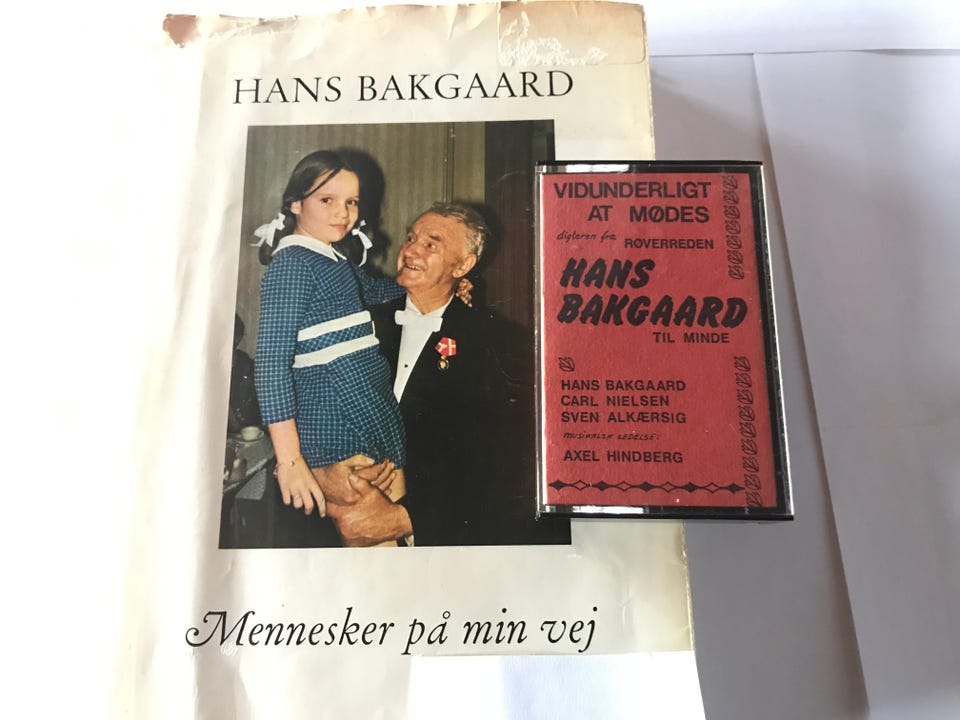 HANS BAKGAARD
Mennesker på min vej
VIDUNDERLIGT
AT MØDES
digteren fra RØVERREDEN
HANS
BAKGAARD
TIL MINDE
HANS BAKGAARD
CARL NIELSEN
SVEN ALKÆRSIG
MUSIKALSK LEDELSE:
AXEL HINDBERG